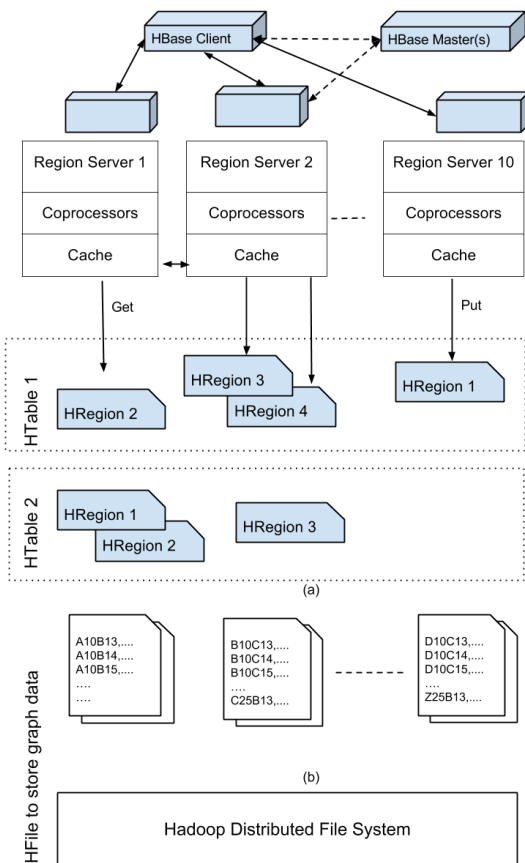 HBase Client
HBase Master(s)
Region Server 1
Region Server 2
Region Server 10
Coprocessors
Coprocessors
Coprocessors
Cache
Cache
Cache
Get
Put
HTable 1
HRegion 2
HRegion 3
HRegion 4
HRegion 1
HTable 2
HRegion 1
HRegion 2
HRegion 3
(a)
HFile to store graph data
A10B13,....
A10B14,....
A10B15,....
....
....
B10C13,....
B10C14,....
B10C15,....
....
C25B13,....
D10C13,....
D10C14,....
D10C15,....
....
Z25B13,....
(b)
Hadoop Distributed File System